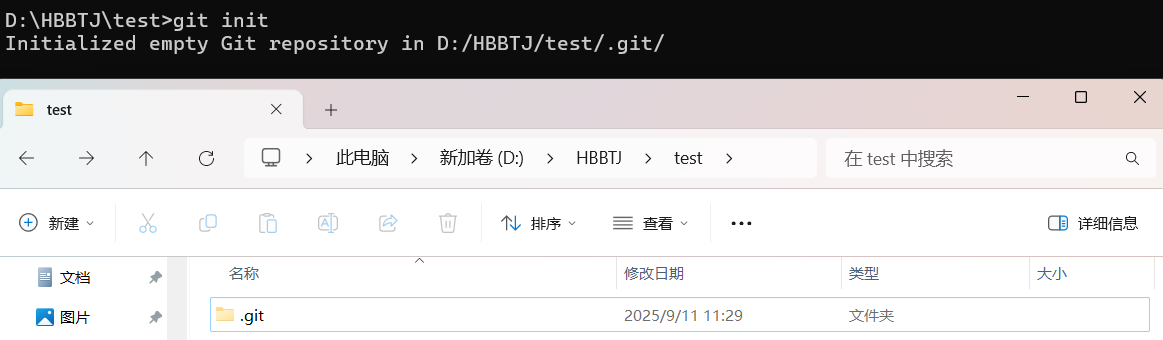 D:\HBBTJ\test>git init
Initialized empty Git repository in D:/HBBTJ/test/.git/
test
此电脑 新加卷 (D:) HBBTJ test 在 test 中搜索
新建 排序 查看 详细信息
文档 名称 修改日期 类型 大小
图片 .git 2025/9/11 11:29 文件夹